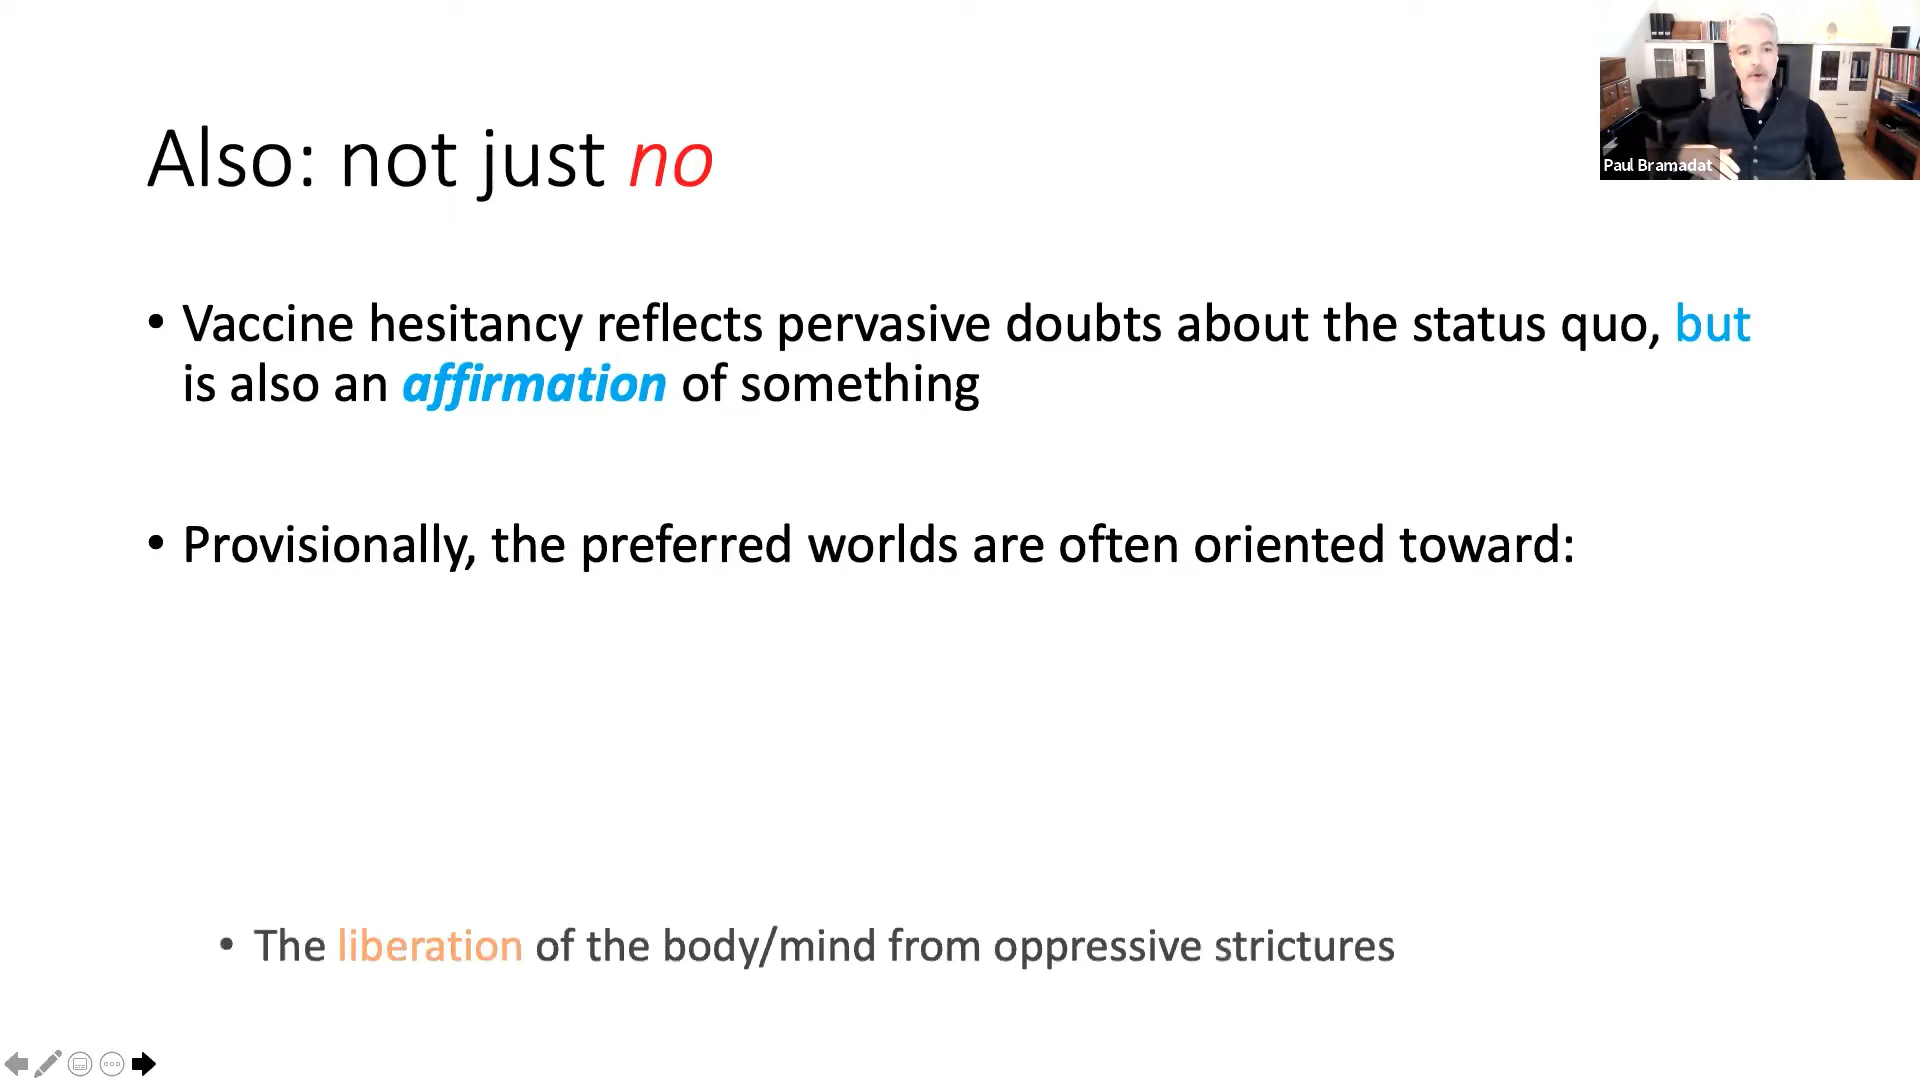 Paul Bramadat
Also: not just no
• Vaccine hesitancy reflects pervasive doubts about the status quo, but
is also an affirmation of something
• Provisionally, the preferred worlds are often oriented toward:
• The liberation of the body/mind from oppressive strictures